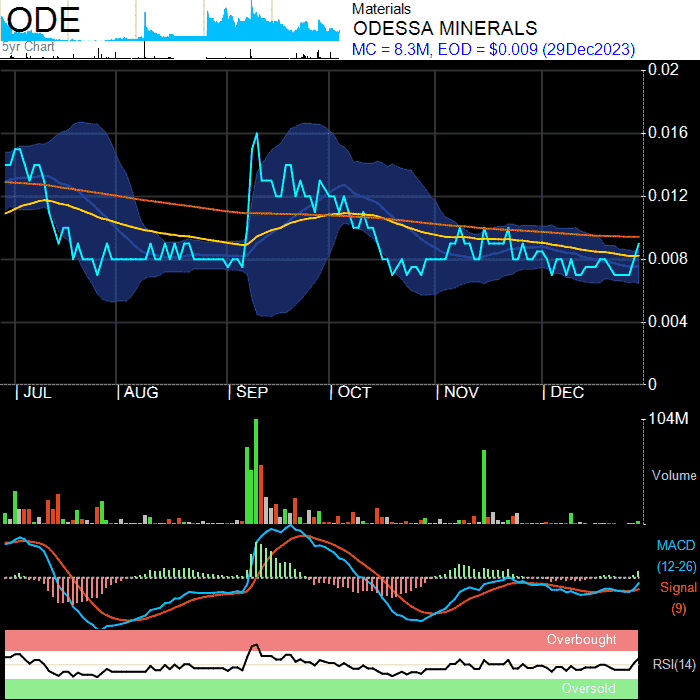 ODE
5yr Chart
Materials
ODESSA MINERALS
MC = 8.3M, EOD = $0.009 (29Dec2023)
0.02
0.016
0.012
0.008
0.004
0
| JUL | AUG | SEP | OCT | NOV | DEC
104M
Volume
MACD
(12-26)
Signal
(9)
Overbought
RSI(14)
Oversold